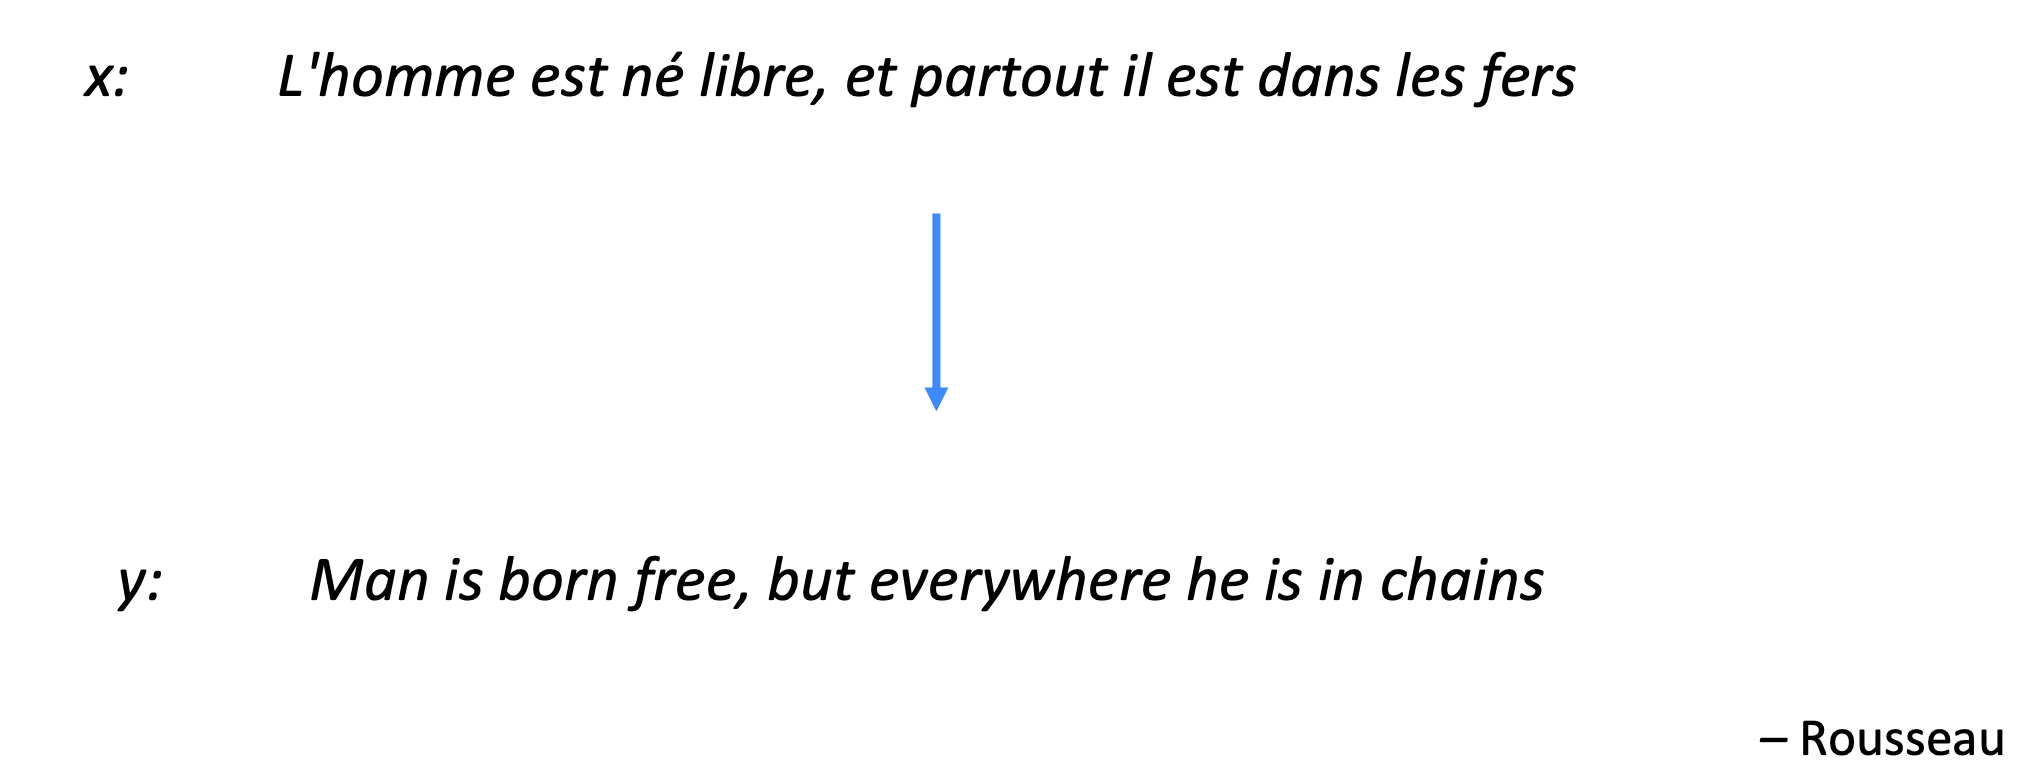 x: L'homme est né libre, et partout il est dans les fers
y: Man is born free, but everywhere he is in chains
– Rousseau